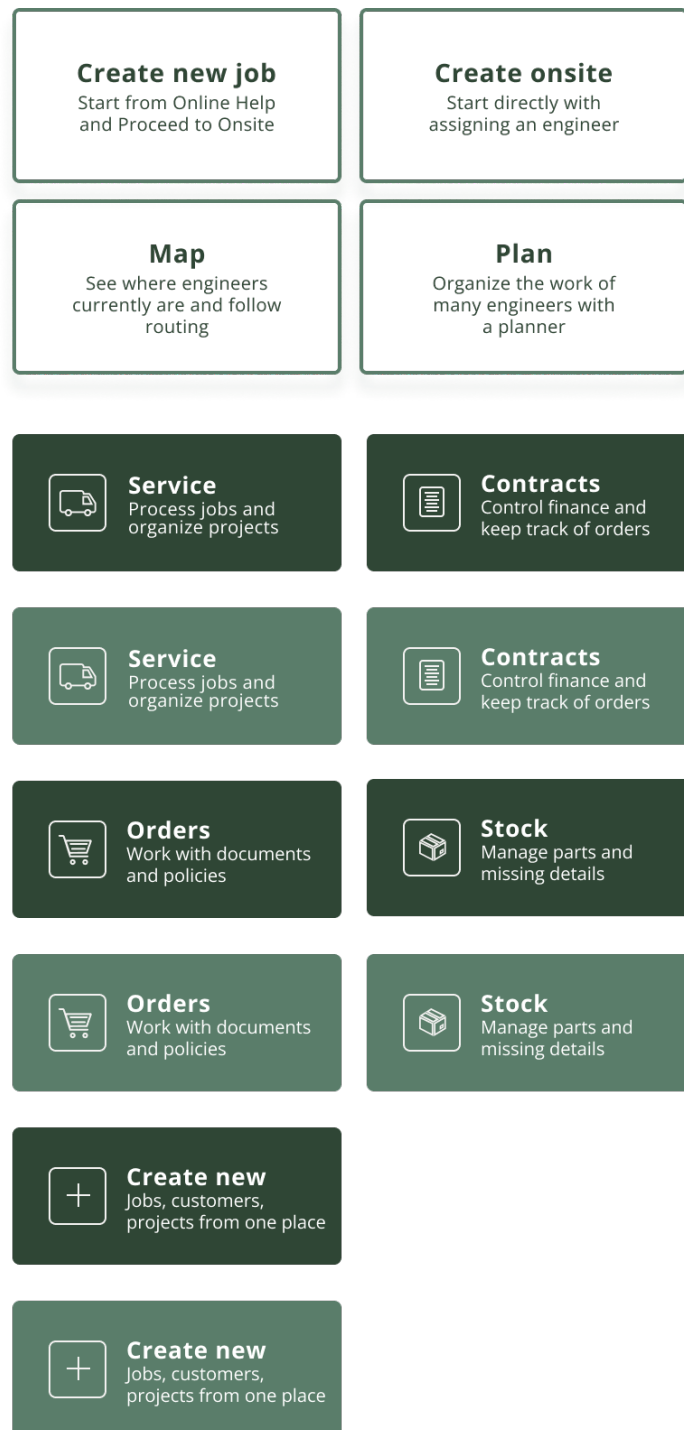 Create new job
Start from Online Help
and Proceed to Onsite
Create onsite
Start directly with
assigning an engineer
Map
See where engineers
currently are and follow
routing
Plan
Organize the work of
many engineers with
a planner
Service
Process jobs and
organize projects
Contracts
Control finance and
keep track of orders
Service
Process jobs and
organize projects
Contracts
Control finance and
keep track of orders
Orders
Work with documents
and policies
Stock
Manage parts and
missing details
Orders
Work with documents
and policies
Stock
Manage parts and
missing details
Create new
Jobs, customers,
projects from one place
Create new
Jobs, customers,
projects from one place